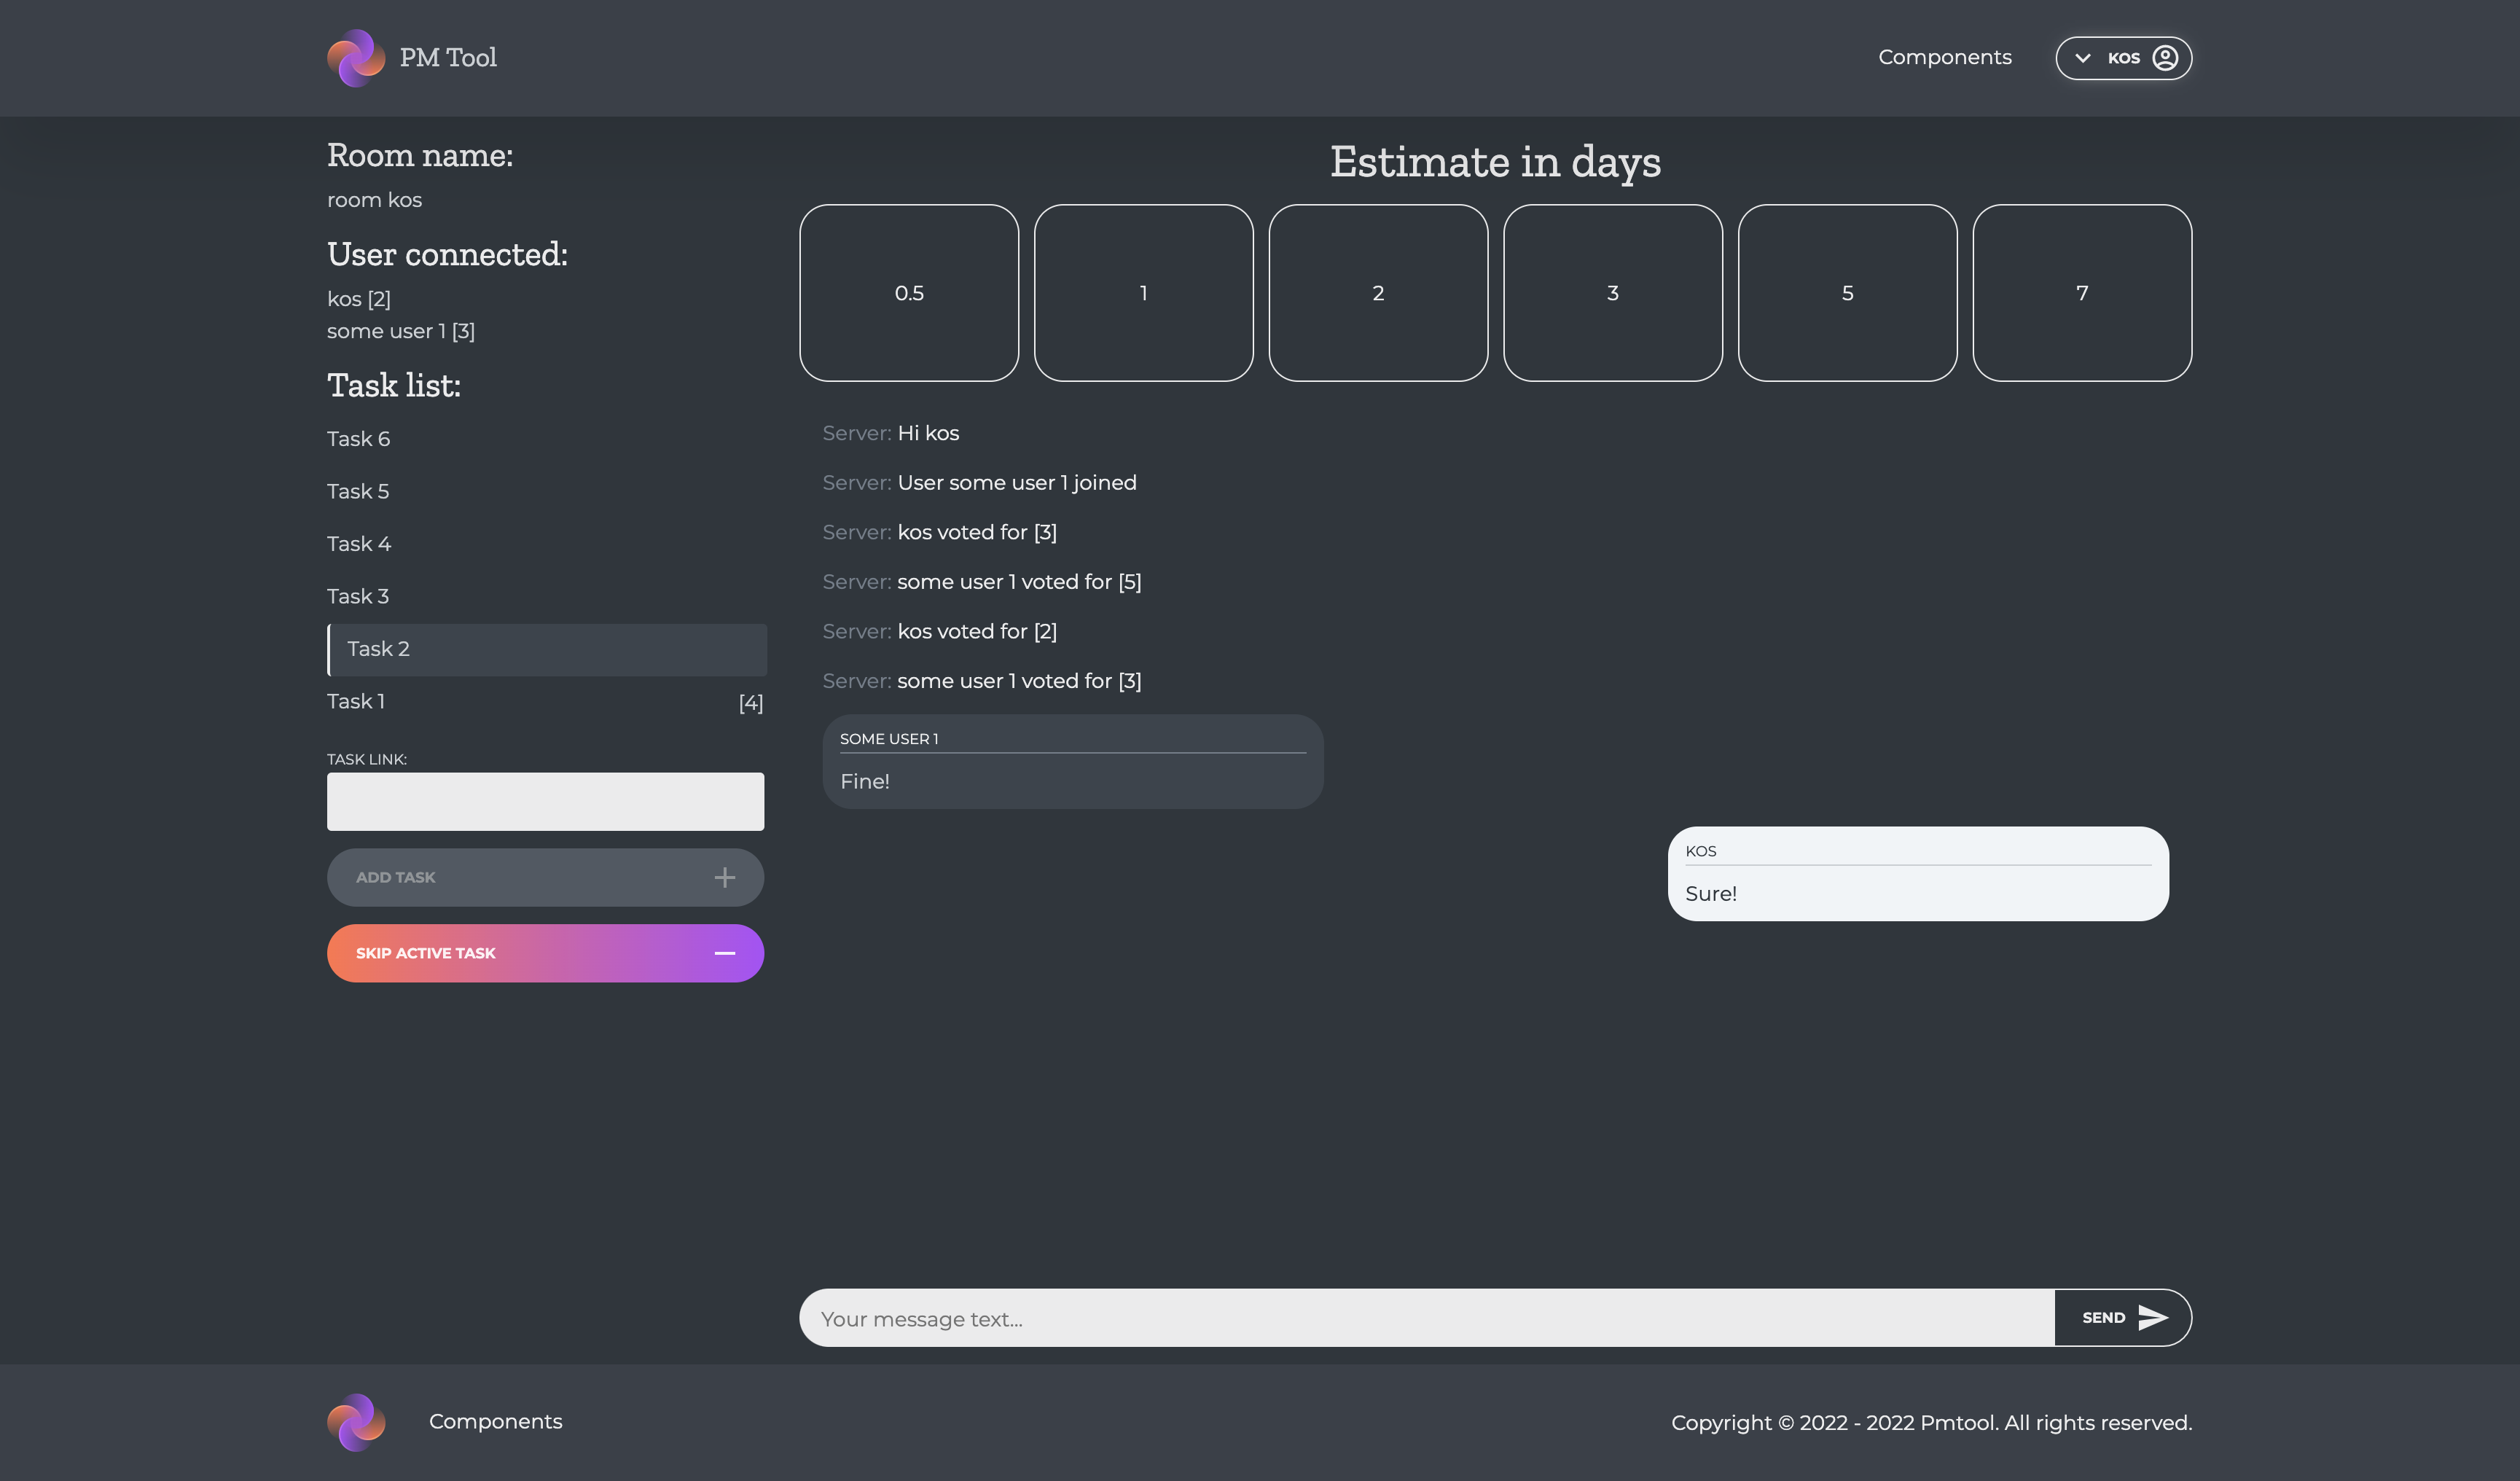 PM Tool
Components
KOS
Room name:
room kos
User connected:
kos [2]
some user 1 [3]
Task list:
Task 6
Task 5
Task 4
Task 3
Task 2
Task 1 [4]
TASK LINK:
ADD TASK
SKIP ACTIVE TASK
Estimate in days
0.5 1 2 3 5 7
Server: Hi kos
Server: User some user 1 joined
Server: kos voted for [3]
Server: some user 1 voted for [5]
Server: kos voted for [2]
Server: some user 1 voted for [3]
SOME USER 1
Fine!
KOS
Sure!
Your message text...
SEND
Components
Copyright © 2022 - 2022 Pmtool. All rights reserved.